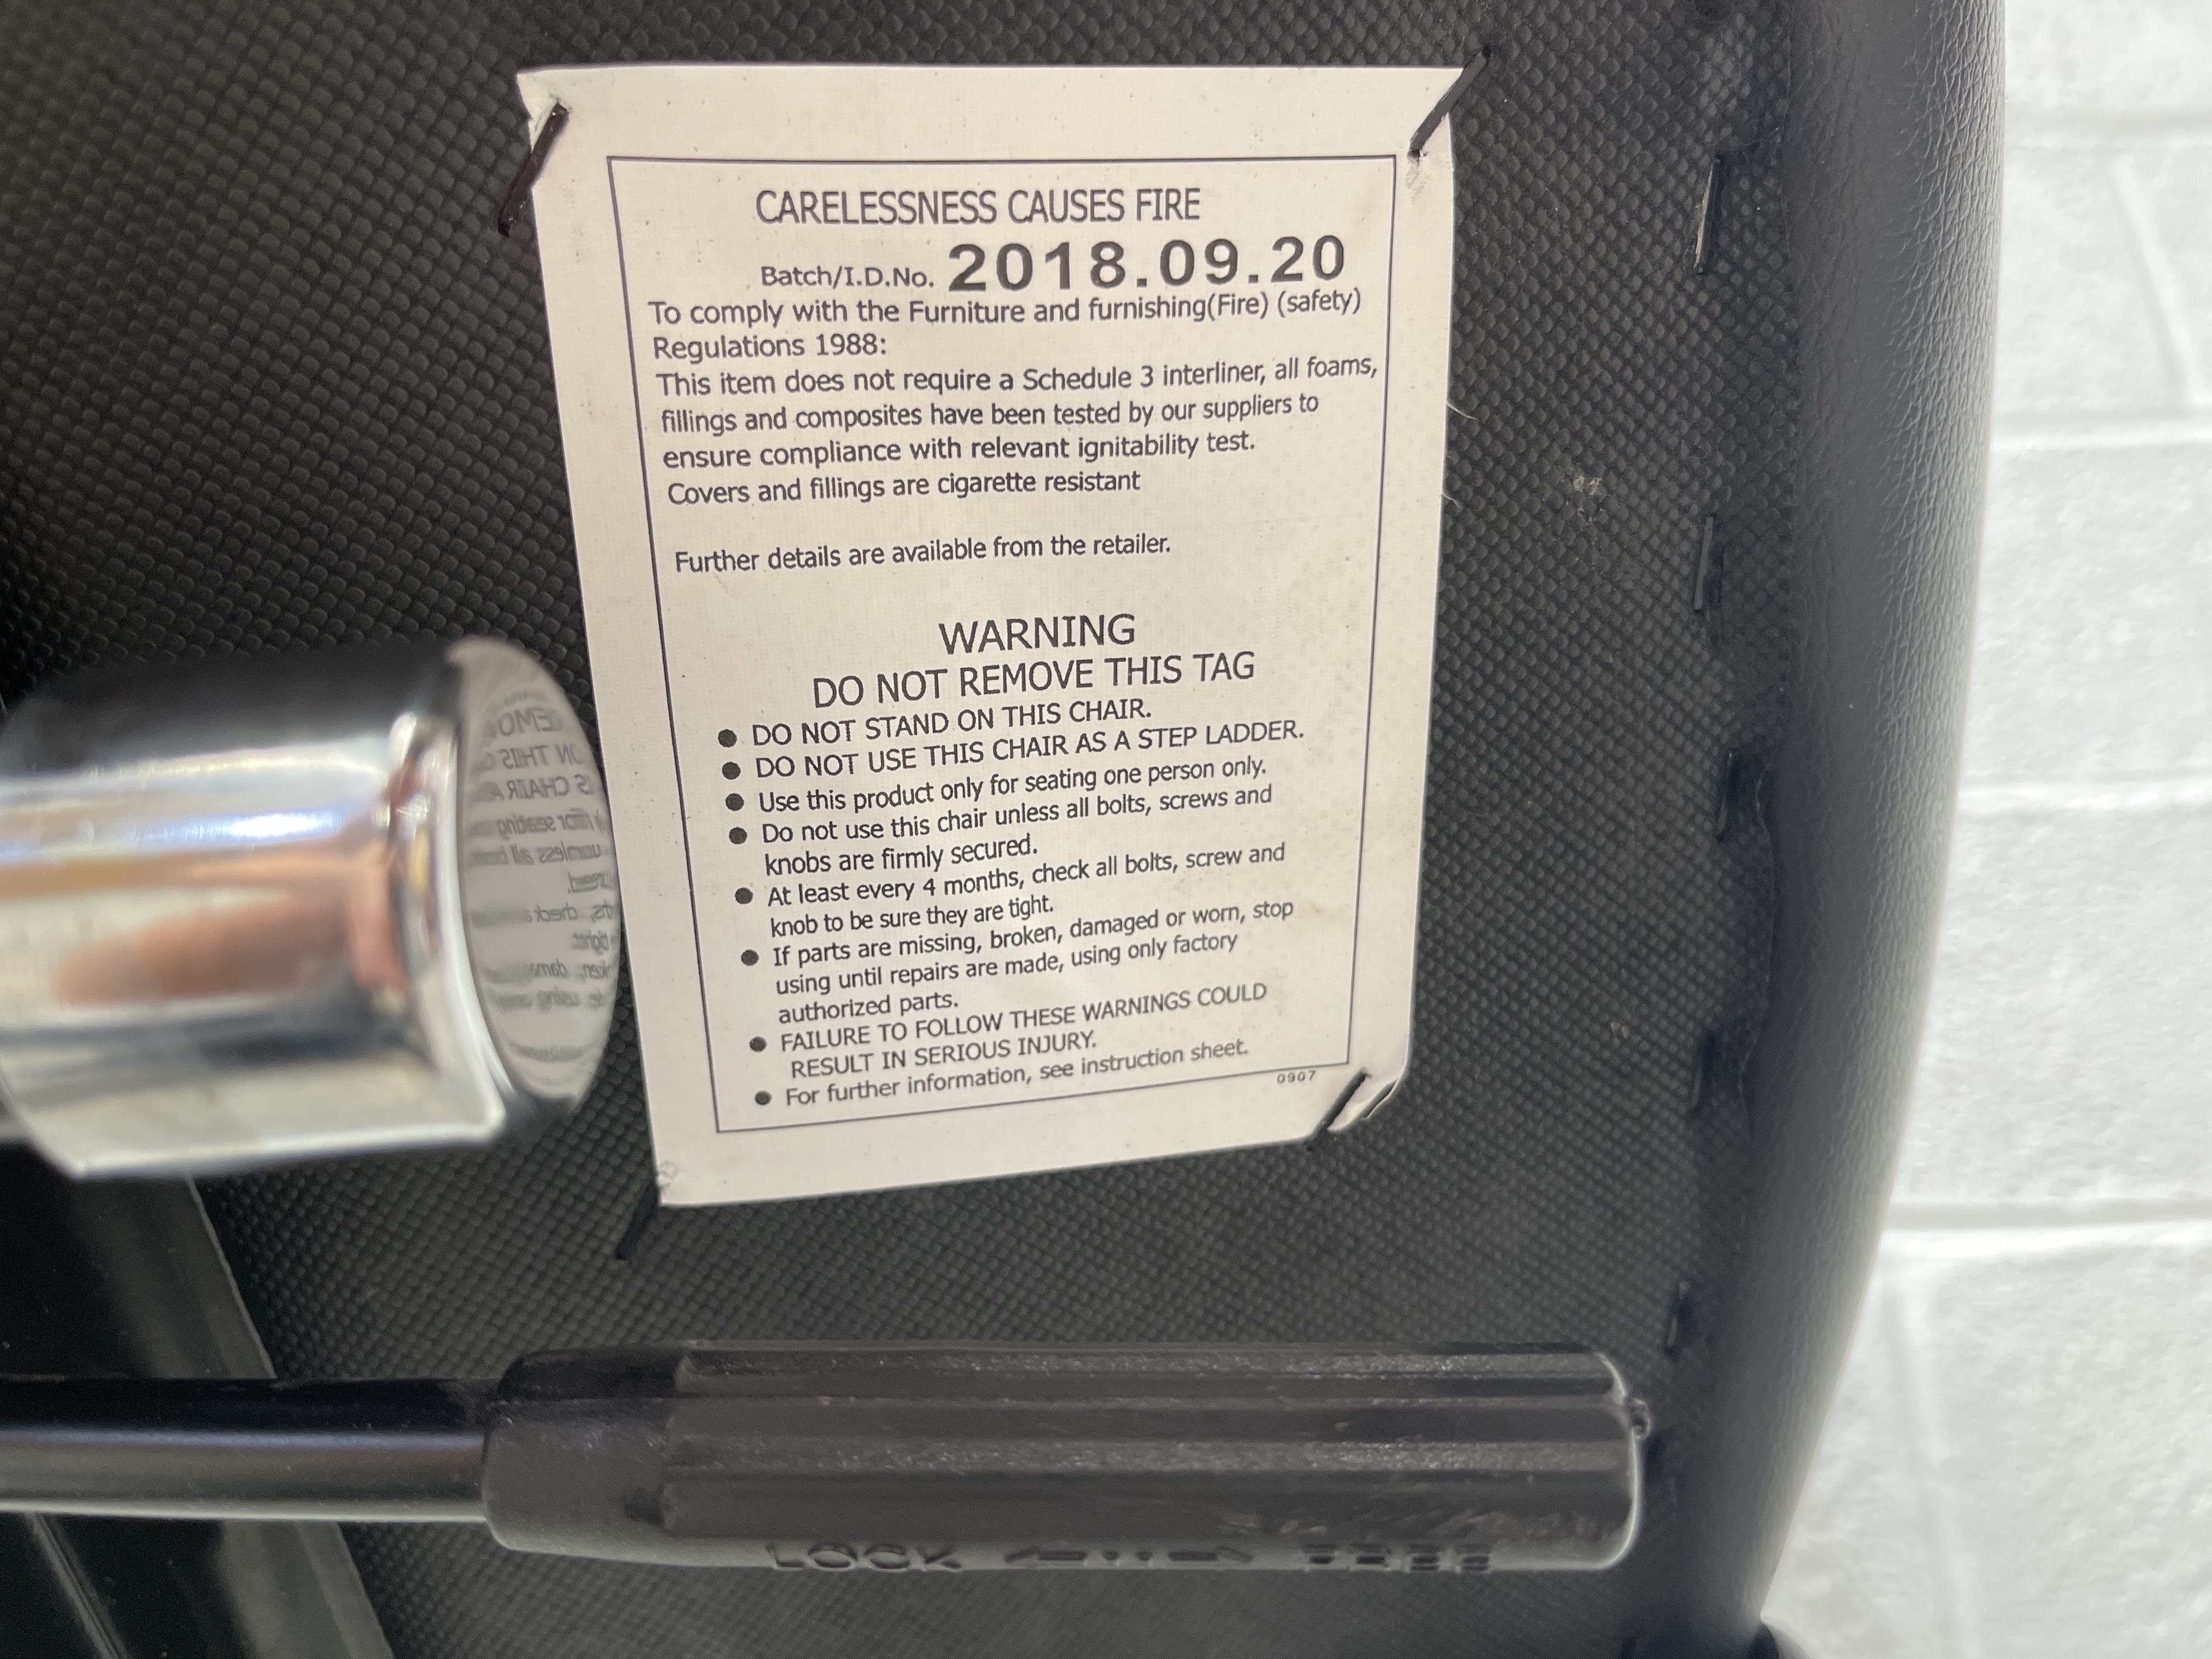 CARELESSNESS CAUSES FIRE
Batch/I.D.No. 2018.09.20
To comply with the Furniture and furnishing(Fire) (safety)
Regulations 1988:
This item does not require a Schedule 3 interliner, all foams,
fillings and composites have been tested by our suppliers to
ensure compliance with relevant ignitability test.
Covers and fillings are cigarette resistant
Further details are available from the retailer.
WARNING
DO NOT REMOVE THIS TAG
● DO NOT STAND ON THIS CHAIR.
● DO NOT USE THIS CHAIR AS A STEP LADDER.
● Use this product only for seating one person only.
● Do not use this chair unless all bolts, screws and
knobs are firmly secured.
● At least every 4 months, check all bolts, screw and
knob to be sure they are tight.
● If parts are missing, broken, damaged or worn, stop
using until repairs are made, using only factory
authorized parts.
● FAILURE TO FOLLOW THESE WARNINGS COULD
RESULT IN SERIOUS INJURY.
● For further information, see instruction sheet.
0907
LOCK FREE